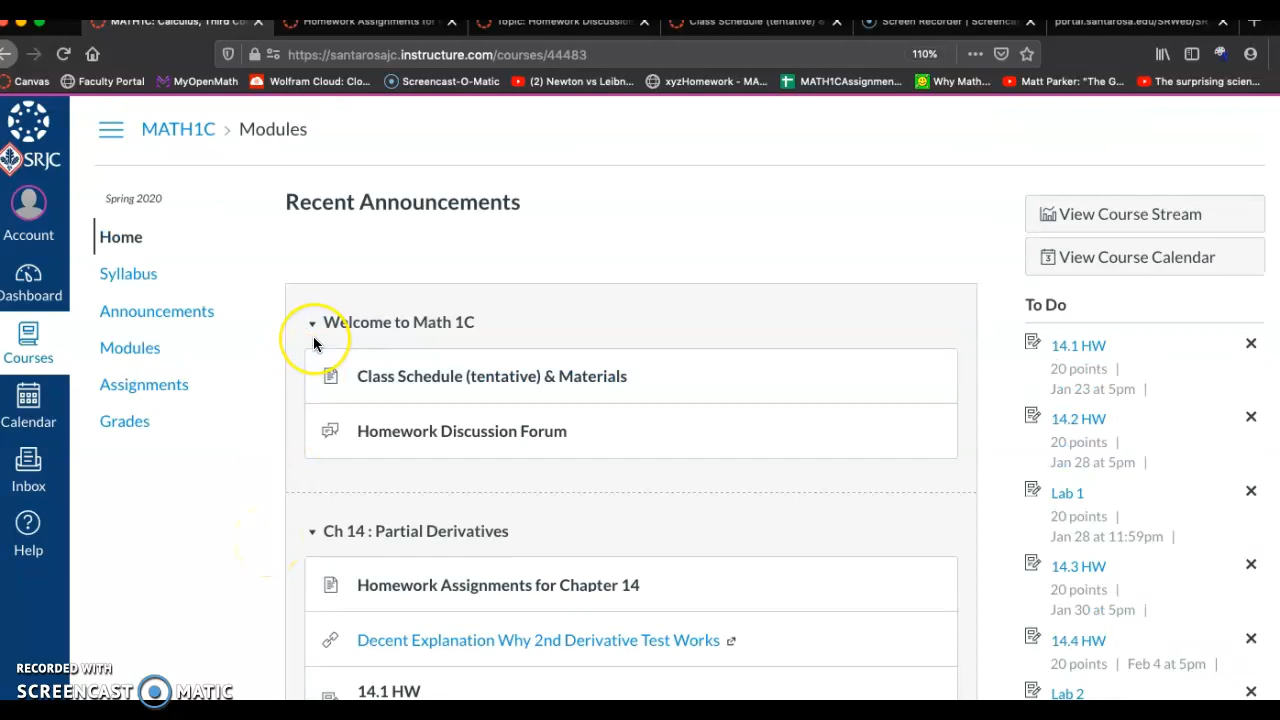 MATH1C: Calculus, Third
Homework Assignments for
Topic: Homework Discussion
Class Schedule (tentative) &
Screen Recorder | Screencast
portal.santarosa.edu/SRWeb/SR
https://santarosajc.instructure.com/courses/44483
110%
Canvas
Faculty Portal
MyOpenMath
Wolfram Cloud: Clo...
Screencast-O-Matic
(2) Newton vs Leibn...
xyzHomework - MA...
MATH1CAssignmen...
Why Math...
Matt Parker: "The G...
The surprising scien...
SRJC
Account
Dashboard
Courses
Calendar
Inbox
Help
MATH1C > Modules
Spring 2020
Home
Syllabus
Announcements
Modules
Assignments
Grades
Recent Announcements
Welcome to Math 1C
Class Schedule (tentative) & Materials
Homework Discussion Forum
Ch 14 : Partial Derivatives
Homework Assignments for Chapter 14
Decent Explanation Why 2nd Derivative Test Works
14.1 HW
View Course Stream
3 View Course Calendar
To Do
14.1 HW
20 points |
Jan 23 at 5pm |
14.2 HW
20 points |
Jan 28 at 5pm |
Lab 1
20 points |
Jan 28 at 11:59pm |
14.3 HW
20 points |
Jan 30 at 5pm |
14.4 HW
20 points | Feb 4 at 5pm |
Lab 2
RECORDED WITH
SCREENCAST MATIC